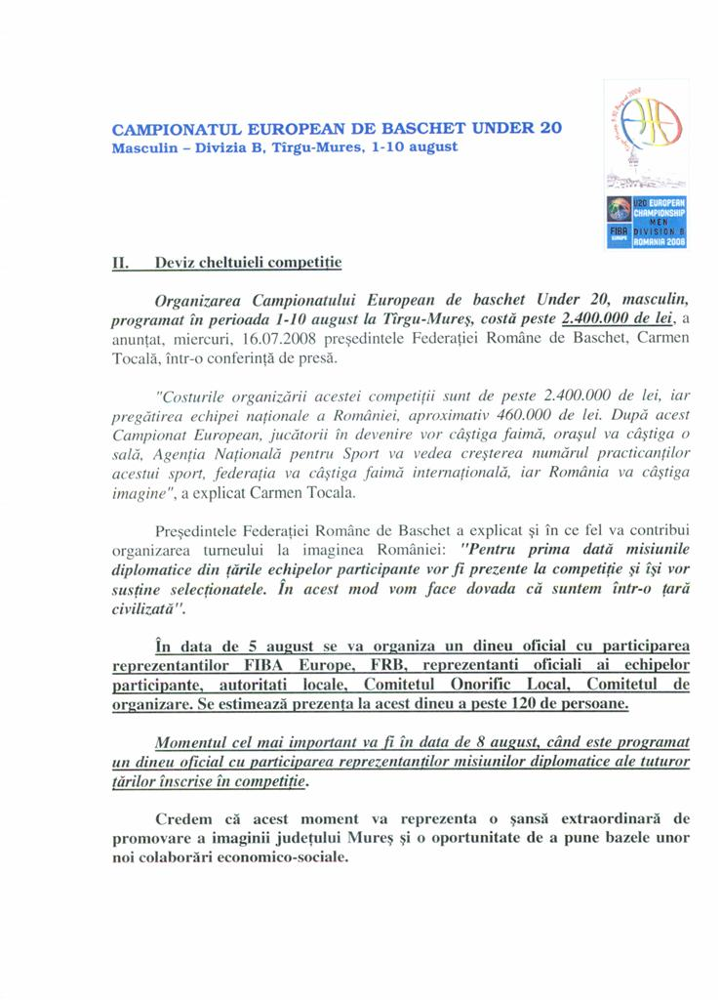 CAMPIONATUL EUROPEAN DE BASCHET UNDER 20
Masculin – Divizia B, Tîrgu-Mures, 1-10 august
Tîrgu Mureş 1-10 August 2008
U20 EUROPEAN
CHAMPIONSHIP
MEN
FIBA DIVISION B
EUROPE ROMANIA 2008
II. Deviz cheltuieli competiţie
Organizarea Campionatului European de baschet Under 20, masculin,
programat în perioada 1-10 august la Tîrgu-Mureş, costă peste 2.400.000 de lei, a
anunţat, miercuri, 16.07.2008 preşedintele Federaţiei Române de Baschet, Carmen
Tocală, într-o conferinţă de presă.
"Costurile organizării acestei competiţii sunt de peste 2.400.000 de lei, iar
pregătirea echipei naţionale a României, aproximativ 460.000 de lei. După acest
Campionat European, jucătorii în devenire vor câştiga faimă, oraşul va câştiga o
sală, Agenţia Naţională pentru Sport va vedea creşterea numărul practicanţilor
acestui sport, federaţia va câştiga faimă internaţională, iar România va câştiga
imagine", a explicat Carmen Tocala.
Preşedintele Federaţiei Române de Baschet a explicat şi în ce fel va contribui
organizarea turneului la imaginea României: "Pentru prima dată misiunile
diplomatice din ţările echipelor participante vor fi prezente la competiţie şi îşi vor
susţine selecţionatele. În acest mod vom face dovada că suntem într-o ţară
civilizată".
În data de 5 august se va organiza un dineu oficial cu participarea
reprezentantilor FIBA Europe, FRB, reprezentanti oficiali ai echipelor
participante, autoritati locale, Comitetul Onorific Local, Comitetul de
organizare. Se estimează prezenţa la acest dineu a peste 120 de persoane.
Momentul cel mai important va fi în data de 8 august, când este programat
un dineu oficial cu participarea reprezentanţilor misiunilor diplomatice ale tuturor
ţărilor înscrise în competiţie.
Credem că acest moment va reprezenta o şansă extraordinară de
promovare a imaginii judeţului Mureş şi o oportunitate de a pune bazele unor
noi colaborări economico-sociale.